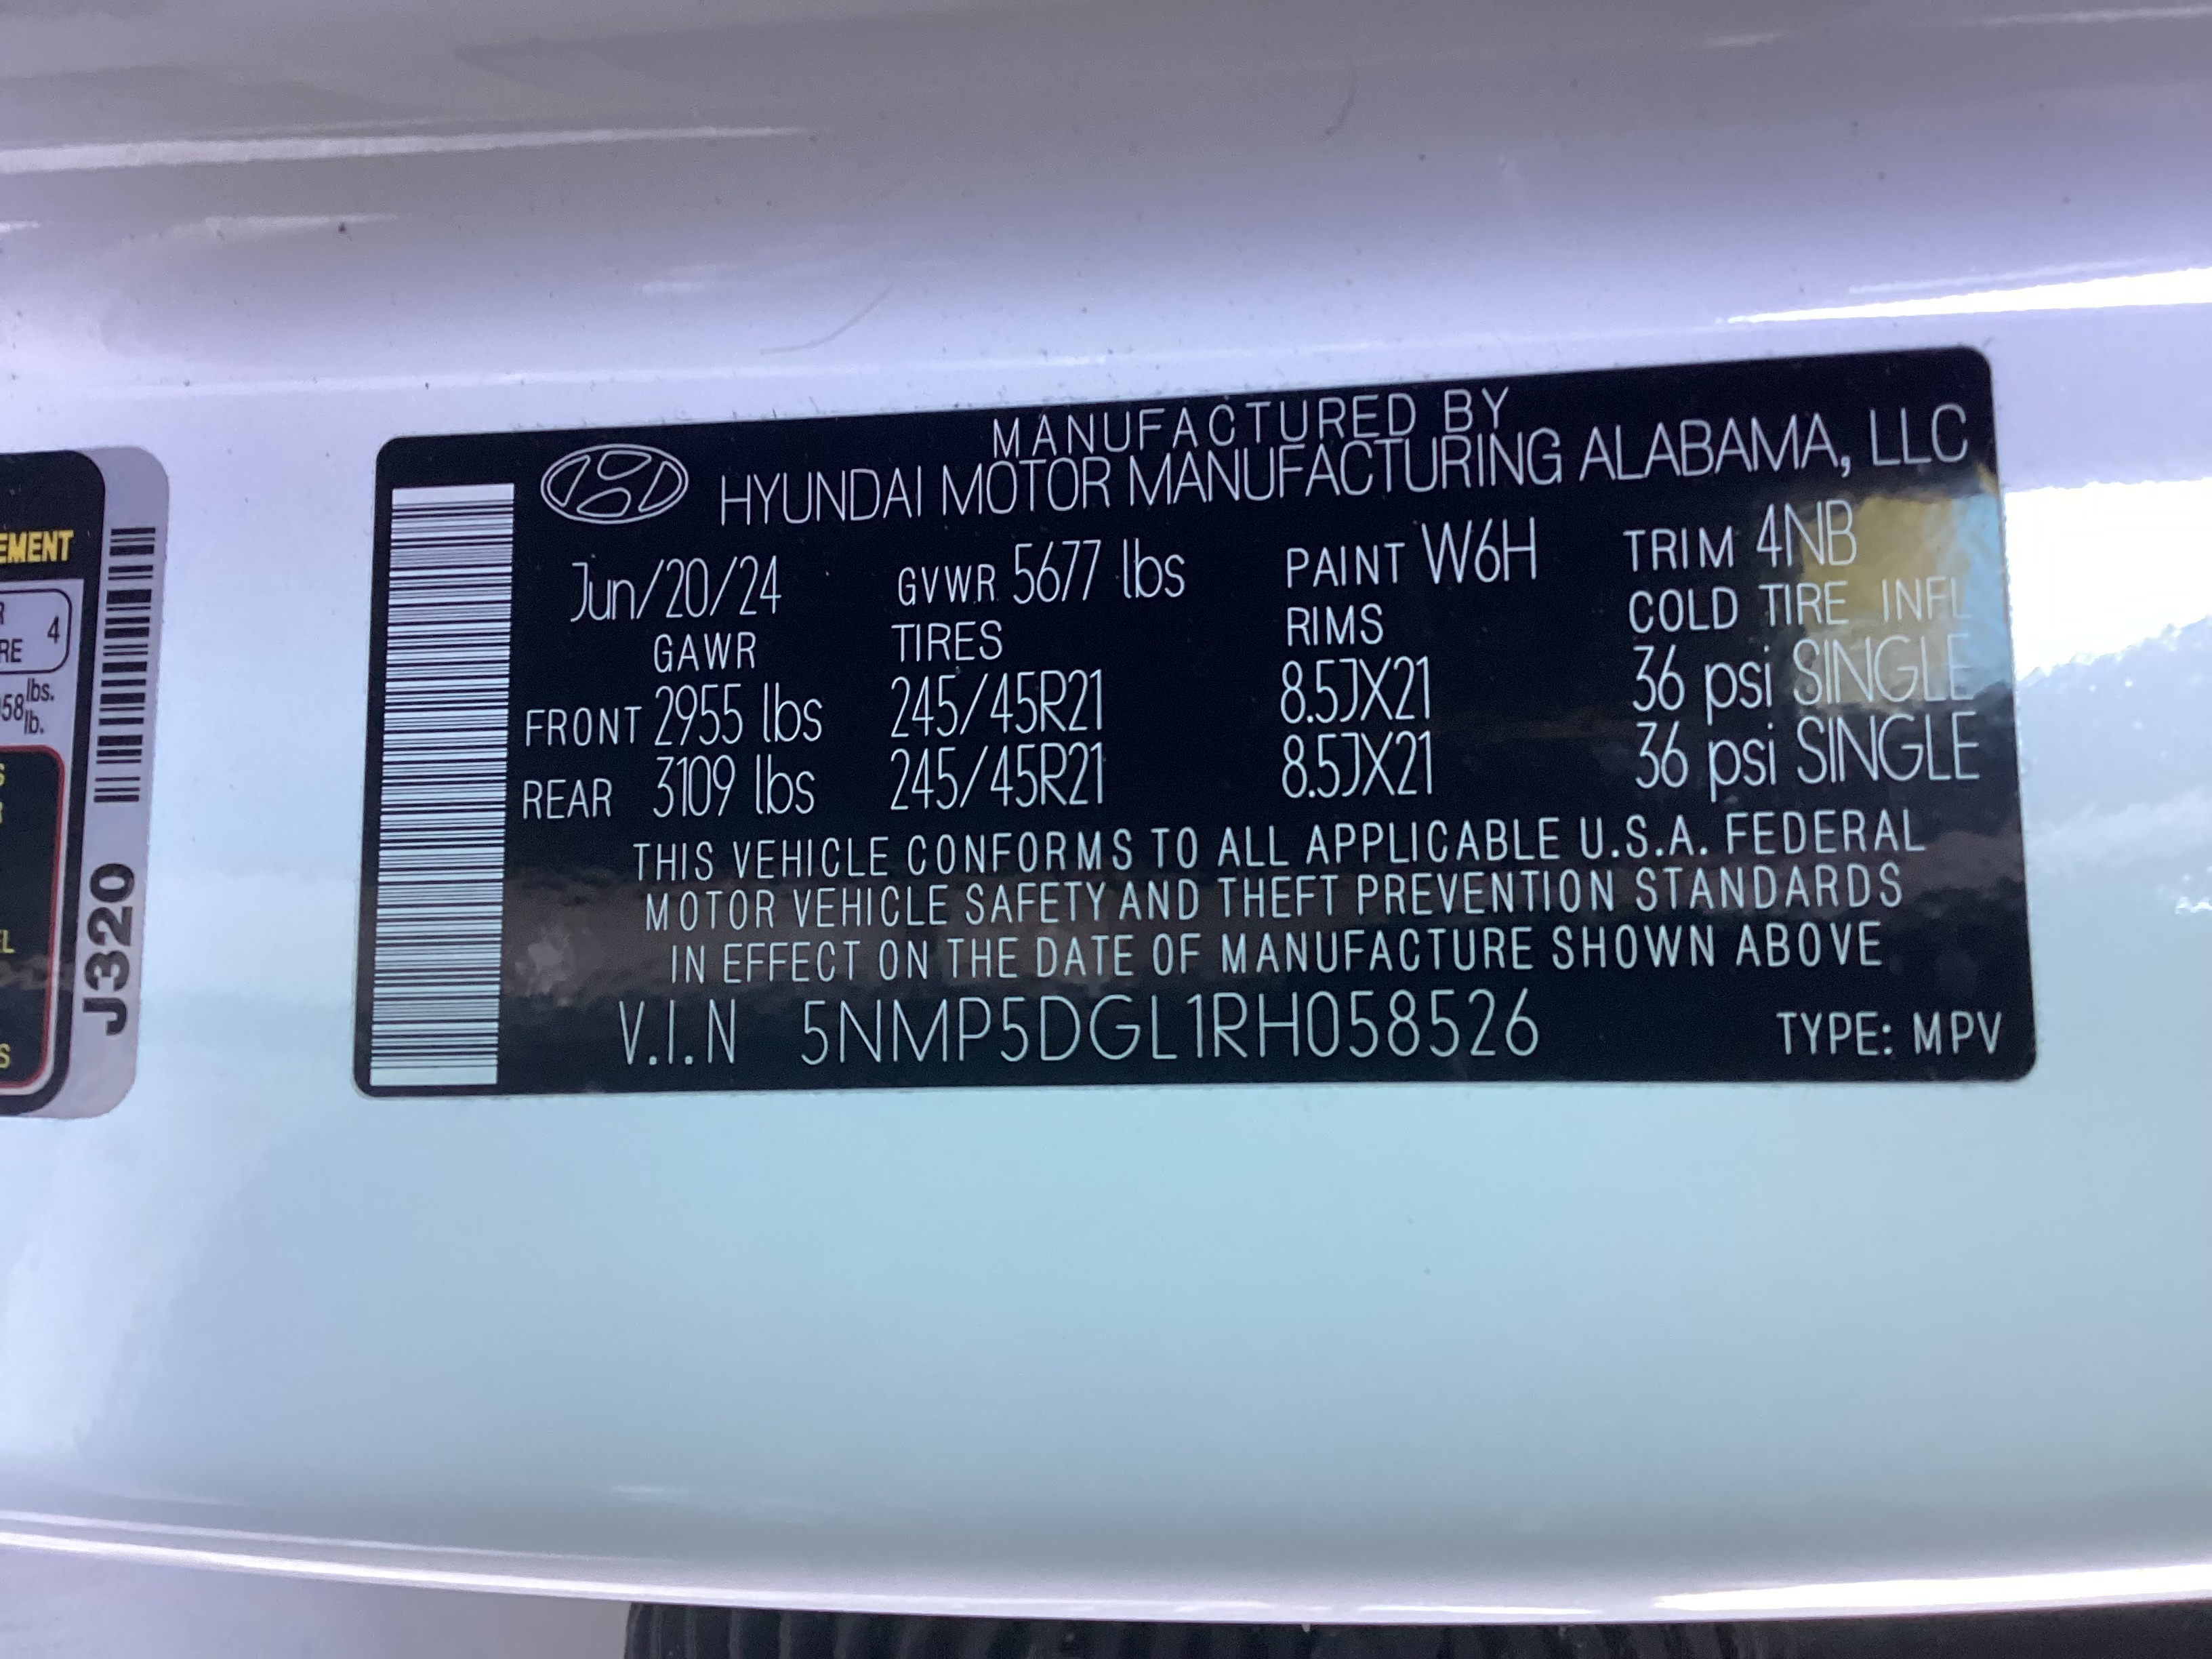 MANUFACTURED BY
HYUNDAI MOTOR MANUFACTURING ALABAMA, LLC
Jun/20/24 GVWR 5677 lbs PAINT W6H TRIM 4NB
GAWR TIRES RIMS COLD TIRE INFL
FRONT 2955 lbs 245/45R21 8.5JX21 36 psi SINGLE
REAR 3109 lbs 245/45R21 8.5JX21 36 psi SINGLE
THIS VEHICLE CONFORMS TO ALL APPLICABLE U.S.A. FEDERAL
MOTOR VEHICLE SAFETY AND THEFT PREVENTION STANDARDS
IN EFFECT ON THE DATE OF MANUFACTURE SHOWN ABOVE
V.I.N 5NMP5DGL1RH058526 TYPE: MPV
4
lbs.
lb.
J320